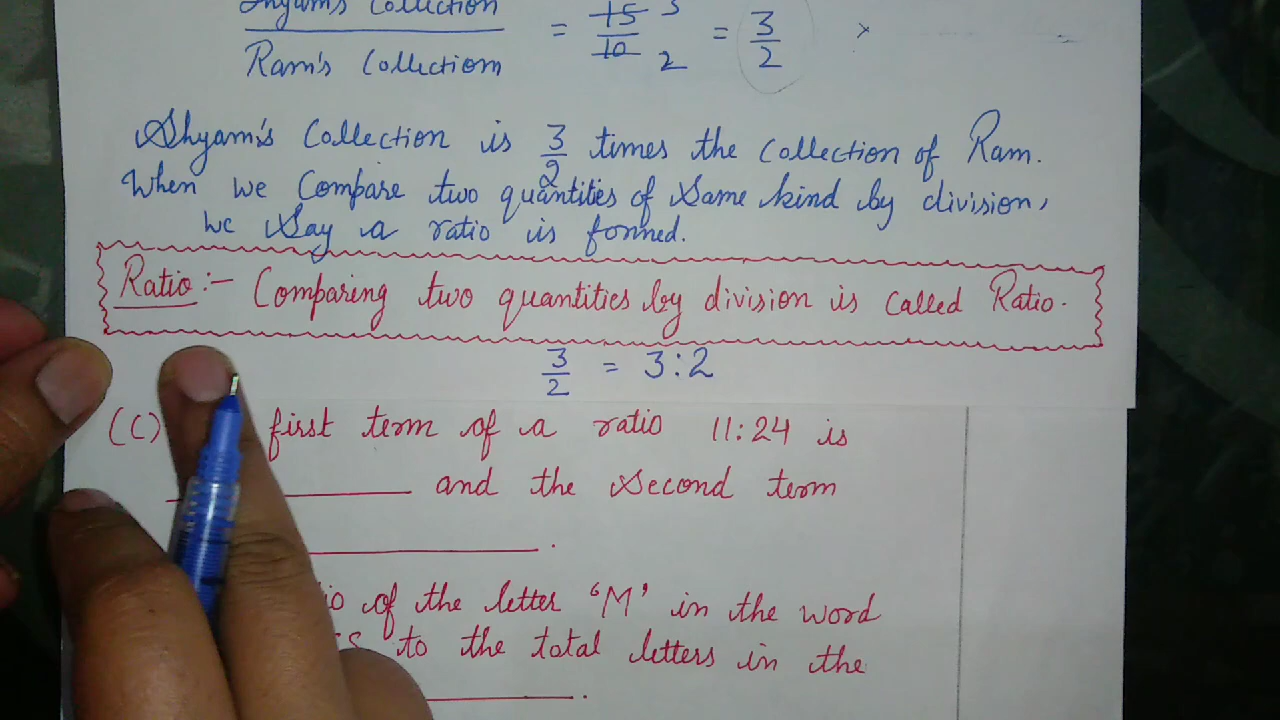 Shyam's Collection
Ram's Collection = 15/10 3 2 = 3/2
Shyam's Collection is 3/2 times the collection of Ram.
When we Compare two quantities of Same kind by division,
we Say a ratio is formed.
Ratio :- Comparing two quantities by division is called Ratio.
3/2 = 3:2
(C) first term of a ratio 11:24 is
and the Second term
.
of the letter 'M' in the word
to the total letters in the
.